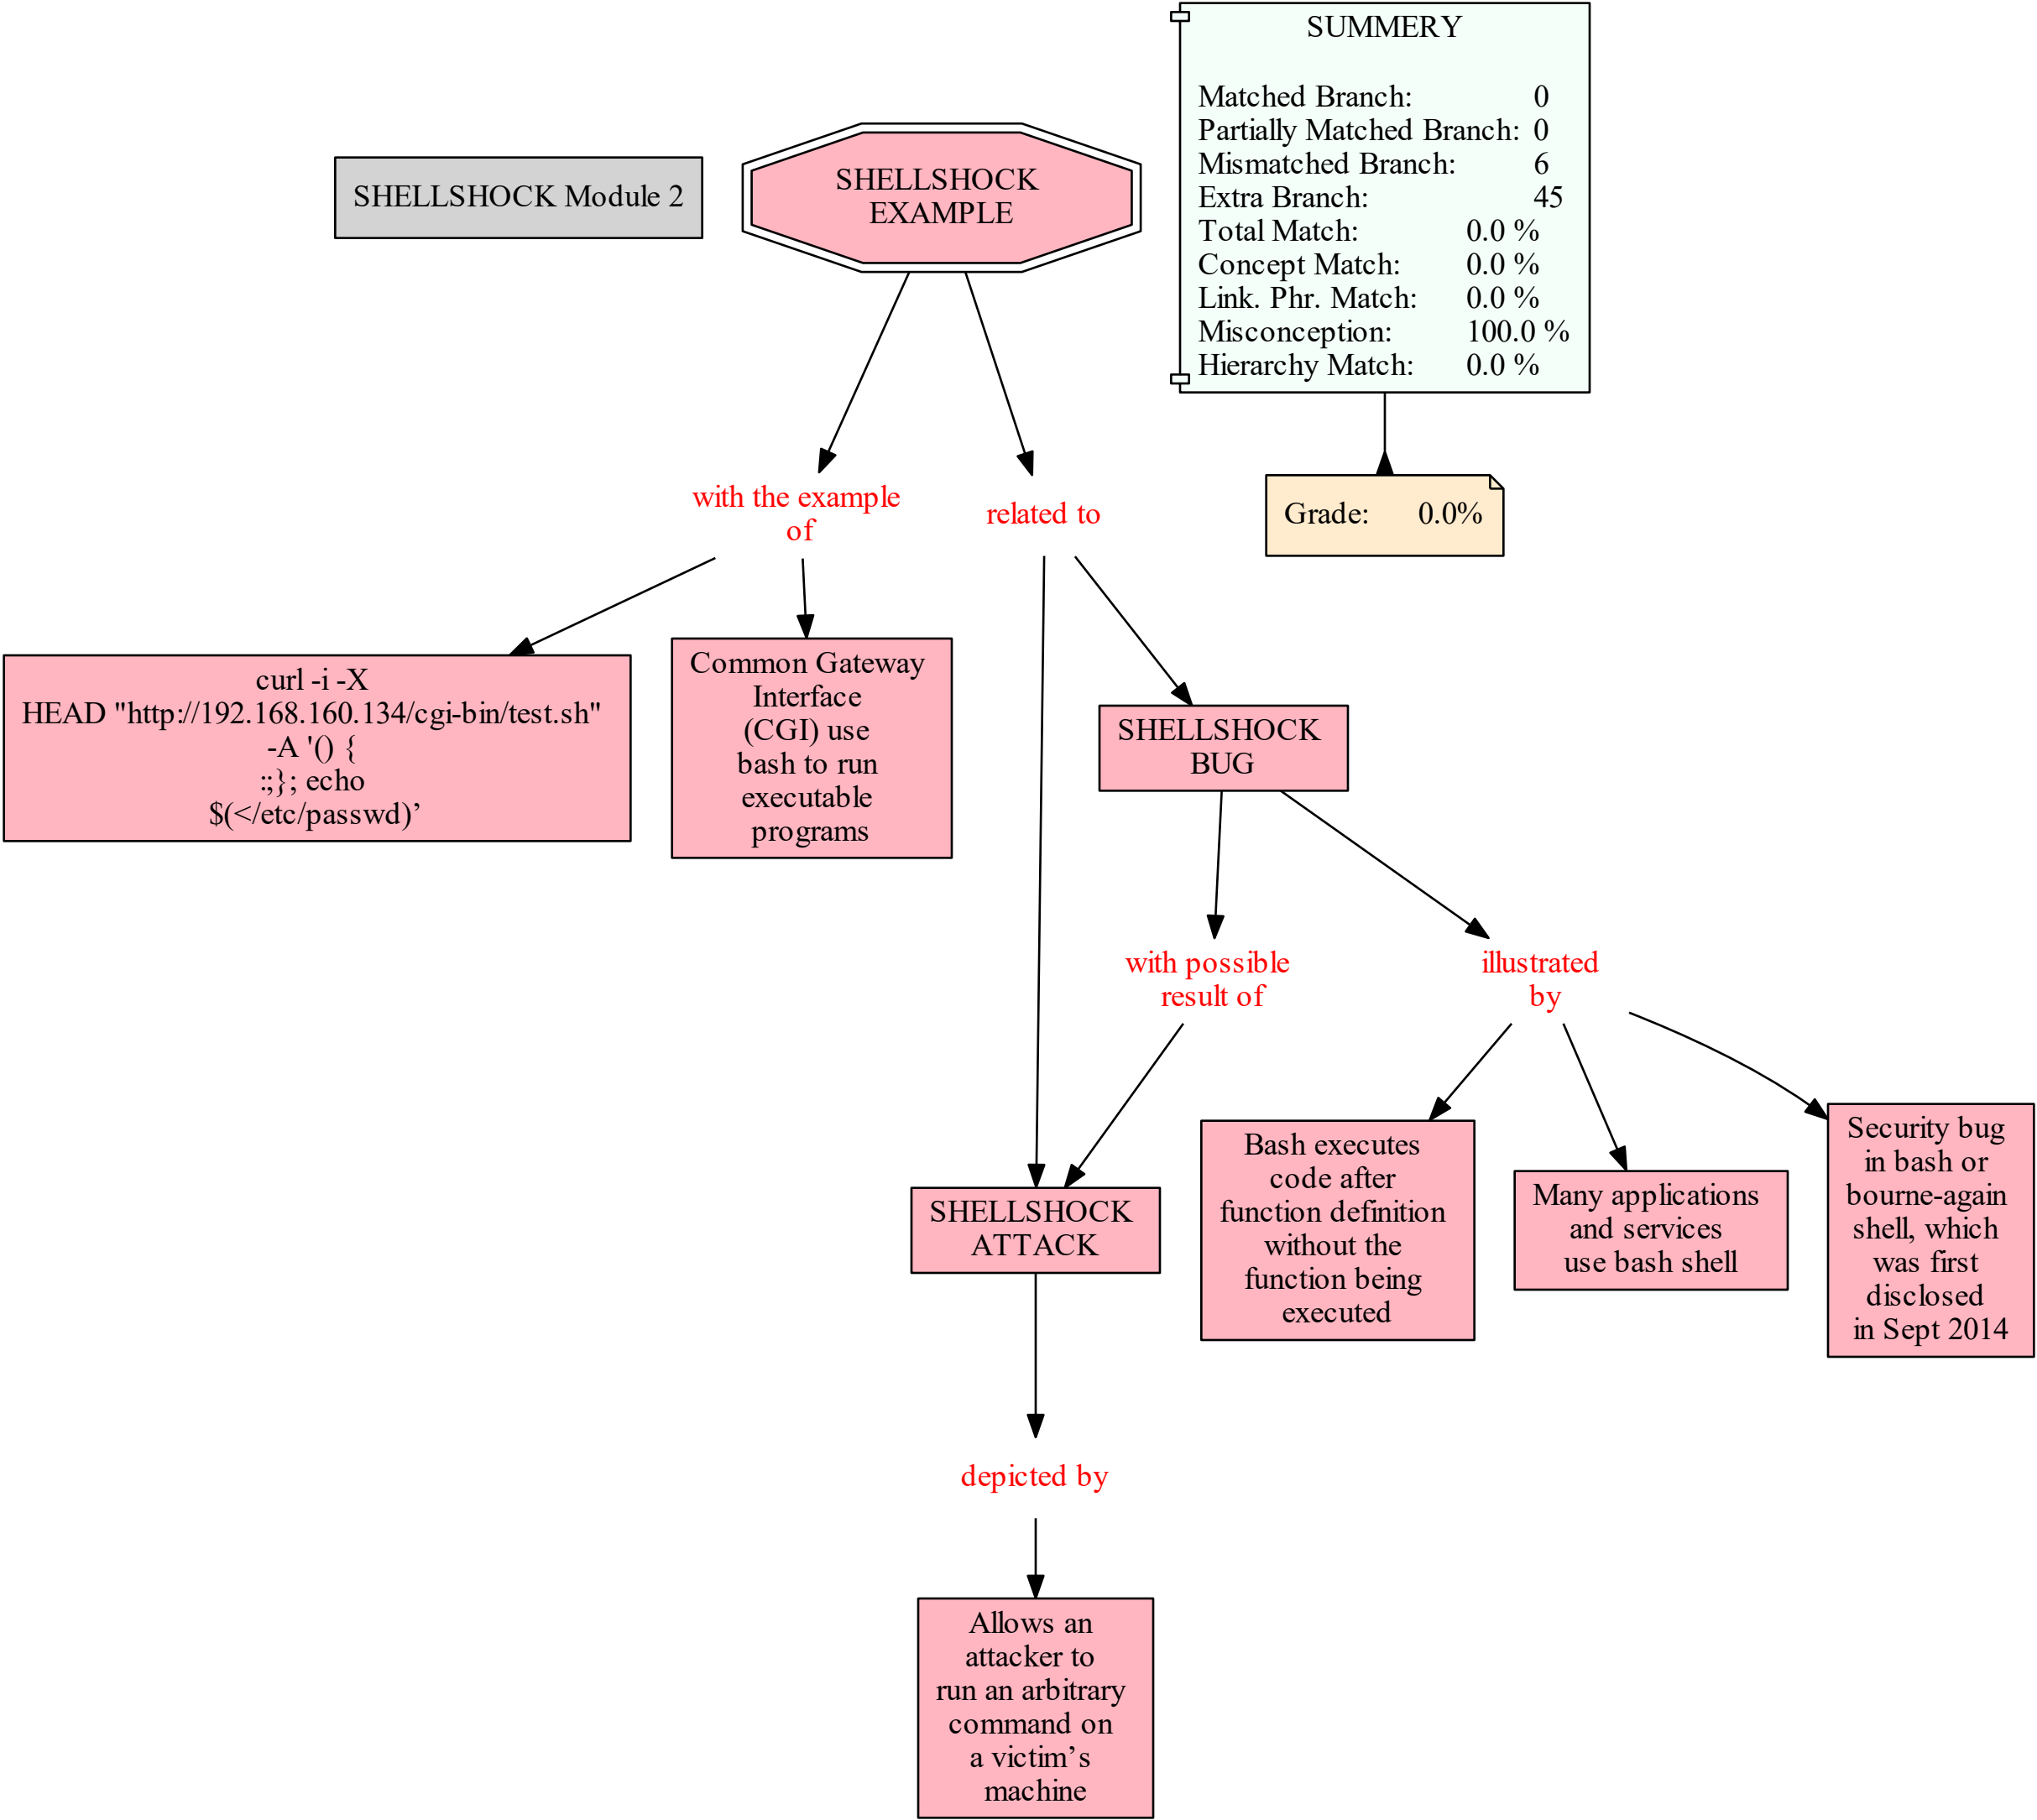 SUMMERY
Matched Branch: 0
Partially Matched Branch: 0
Mismatched Branch: 6
Extra Branch: 45
Total Match: 0.0 %
Concept Match: 0.0 %
Link. Phr. Match: 0.0 %
Misconception: 100.0 %
Hierarchy Match: 0.0 %
SHELLSHOCK Module 2
SHELLSHOCK
EXAMPLE
with the example
of
related to
Grade: 0.0%
curl -i -X
HEAD "http://192.168.160.134/cgi-bin/test.sh"
-A '() {
:;}; echo
$(</etc/passwd)’
Common Gateway
Interface
(CGI) use
bash to run
executable
programs
SHELLSHOCK
BUG
with possible
result of
illustrated
by
SHELLSHOCK
ATTACK
Bash executes
code after
function definition
without the
function being
executed
Many applications
and services
use bash shell
Security bug
in bash or
bourne-again
shell, which
was first
disclosed
in Sept 2014
depicted by
Allows an
attacker to
run an arbitrary
command on
a victim’s
machine